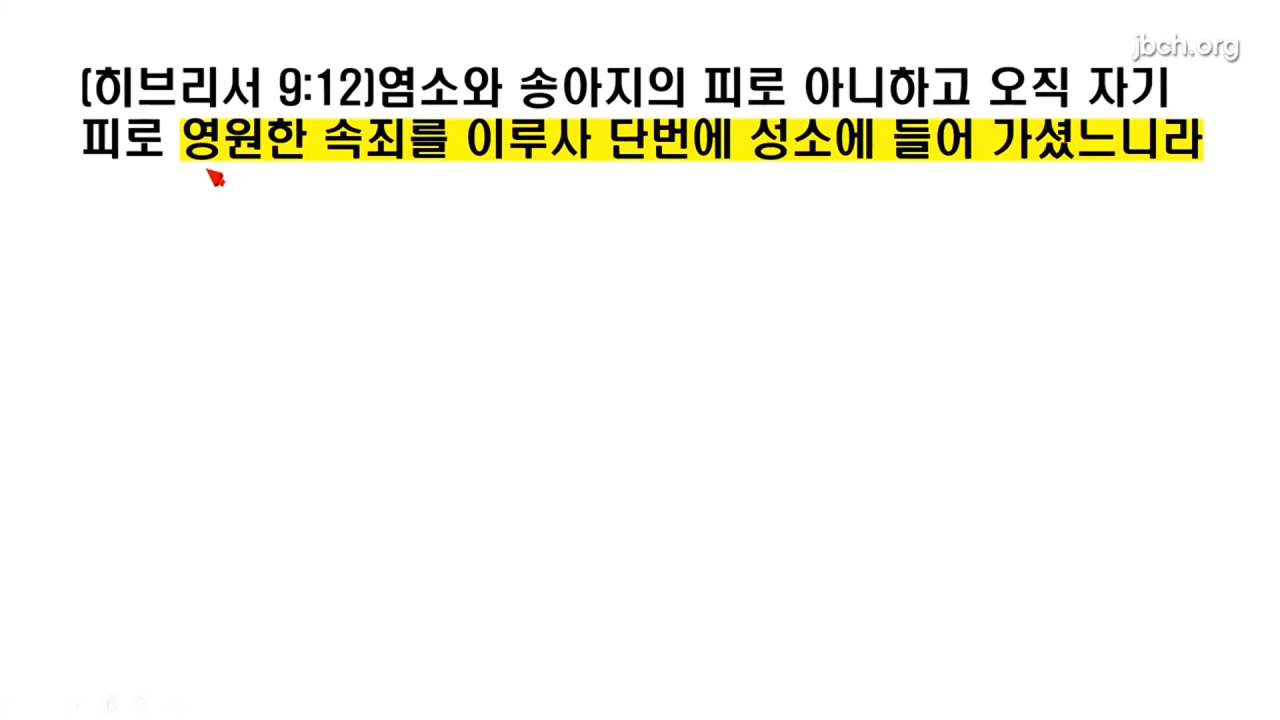 jbch.org
(히브리서 9:12)염소와 송아지의 피로 아니하고 오직 자기
피로 영원한 속죄를 이루사 단번에 성소에 들어 가셨느니라